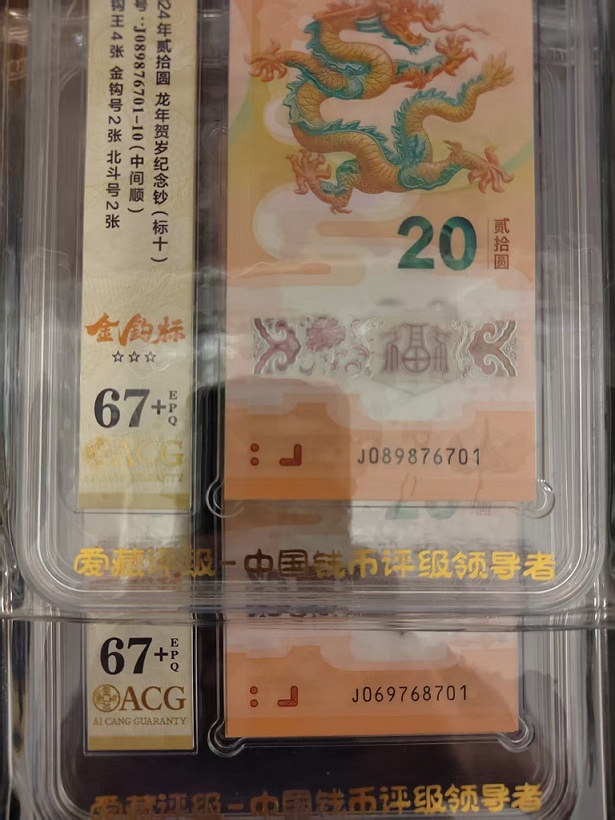 24年贰拾圆 龙年贺岁纪念钞(标十)
号:J089876701-10(中间顺)
钩王4张 金钩号2张 北斗号2张
金钩标
☆☆☆
67+EPQ
ACG
20
贰拾圆
福
J089876701
爱藏评级-中国钱币评级领导者
67+EPQ
ACG
AI CANG GUARANTY
J069768701
爱藏评级-中国钱币评级领导者